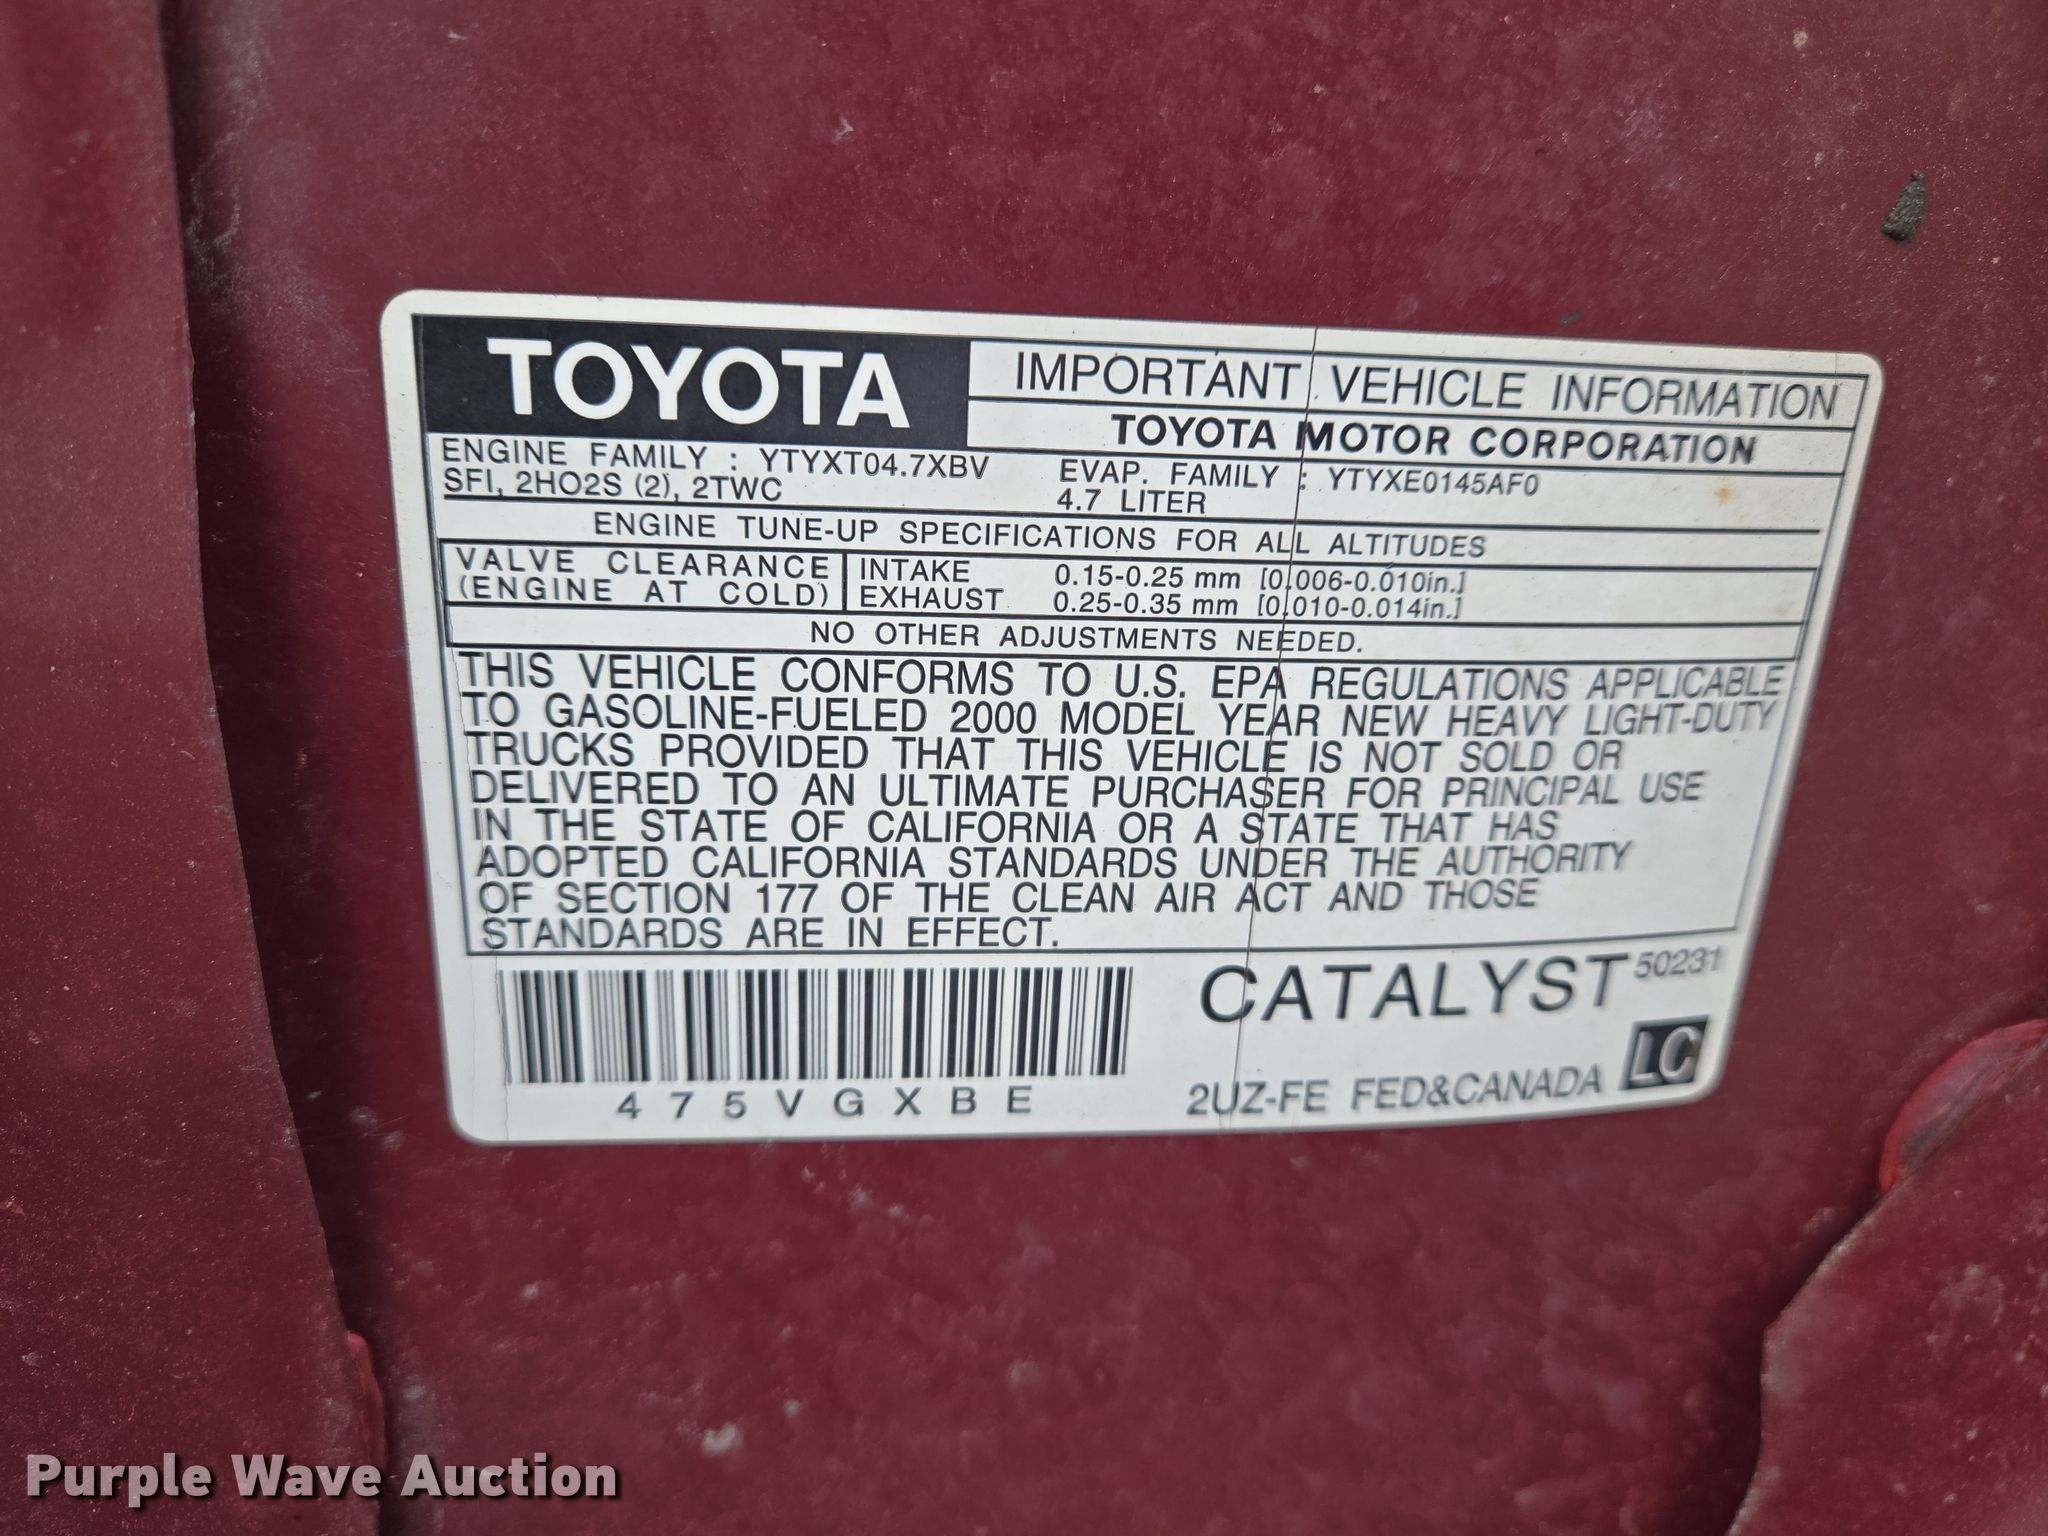 TOYOTA
IMPORTANT VEHICLE INFORMATION
TOYOTA MOTOR CORPORATION
ENGINE FAMILY : YTYXT04.7XBV
EVAP. FAMILY : YTYXE0145AF0
SFI, 2HO2S (2), 2TWC
4.7 LITER
ENGINE TUNE-UP SPECIFICATIONS FOR ALL ALTITUDES
VALVE CLEARANCE
(ENGINE AT COLD)
INTAKE 0.15-0.25 mm [0.006-0.010in.]
EXHAUST 0.25-0.35 mm [0.010-0.014in.]
NO OTHER ADJUSTMENTS NEEDED.
THIS VEHICLE CONFORMS TO U.S. EPA REGULATIONS APPLICABLE
TO GASOLINE-FUELED 2000 MODEL YEAR NEW HEAVY LIGHT-DUTY
TRUCKS PROVIDED THAT THIS VEHICLE IS NOT SOLD OR
DELIVERED TO AN ULTIMATE PURCHASER FOR PRINCIPAL USE
IN THE STATE OF CALIFORNIA OR A STATE THAT HAS
ADOPTED CALIFORNIA STANDARDS UNDER THE AUTHORITY
OF SECTION 177 OF THE CLEAN AIR ACT AND THOSE
STANDARDS ARE IN EFFECT.
CATALYST 50231
475VGXBE
2UZ-FE FED&CANADA LC
Purple Wave Auction